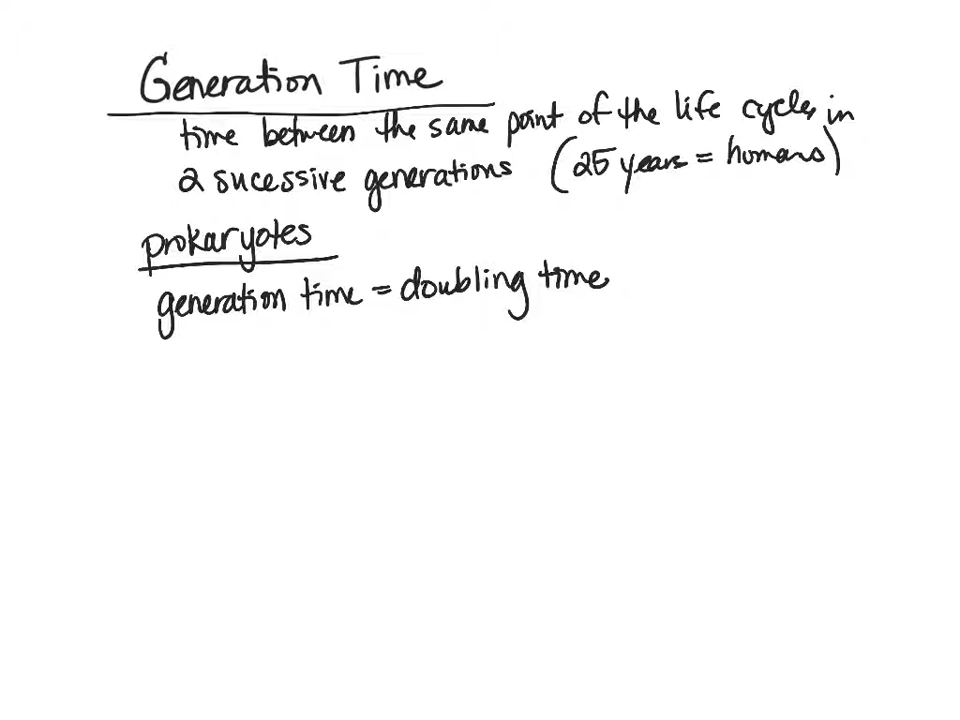 Generation Time
time between the same point of the life cycle in
2 sucessive generations (25 years = humans)
prokaryotes
generation time = doubling time